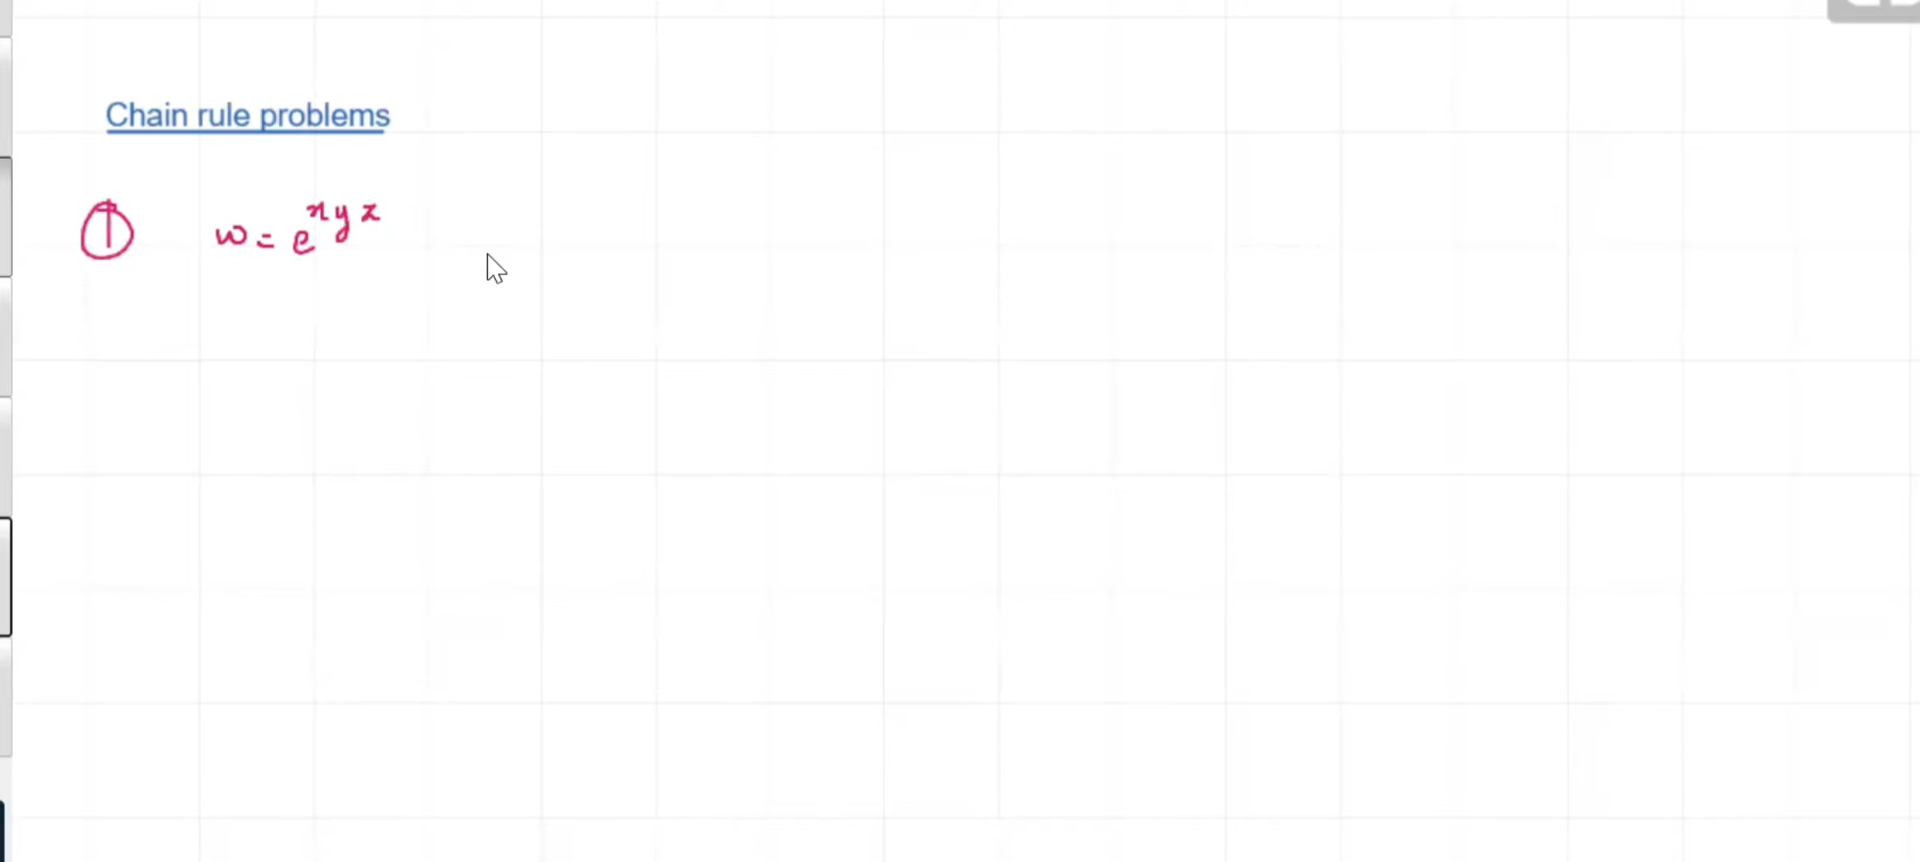 Chain rule problems
① w = e^{xyz}